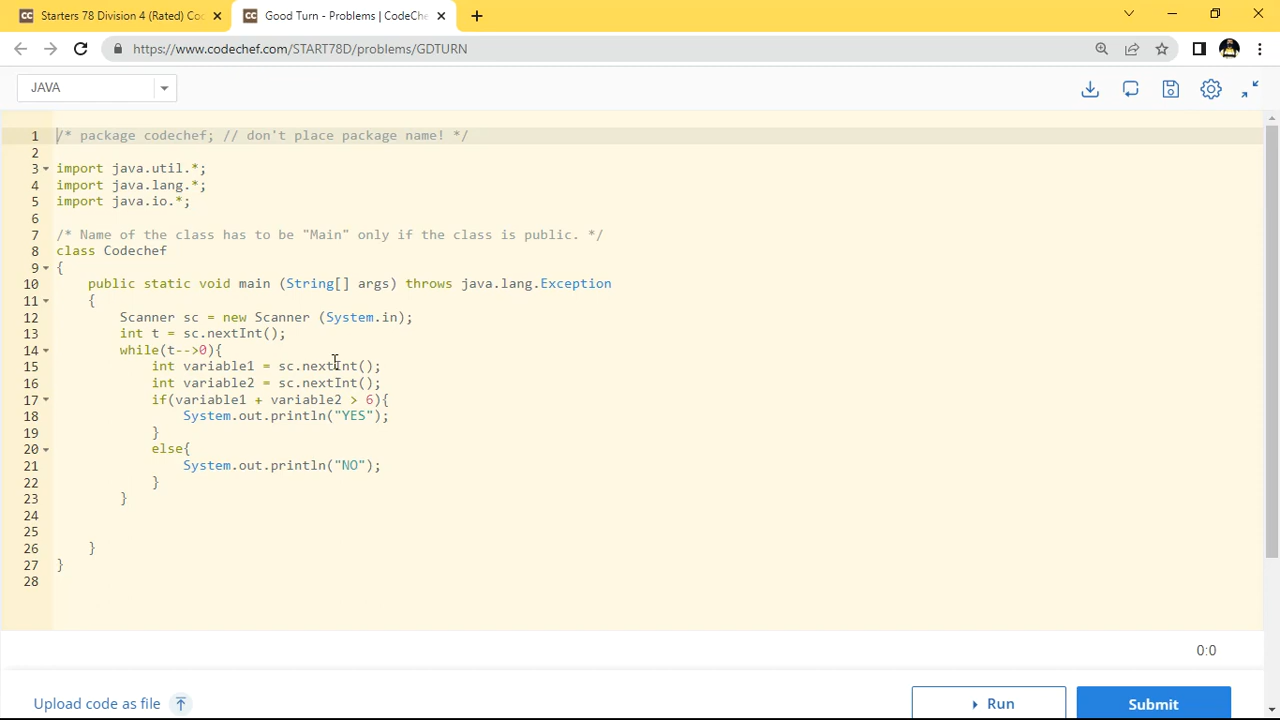 Starters 78 Division 4 (Rated) Co
Good Turn - Problems | CodeChe
https://www.codechef.com/START78D/problems/GDTURN
JAVA
1 /* package codechef; // don't place package name! */
2
3 import java.util.*;
4 import java.lang.*;
5 import java.io.*;
6
7 /* Name of the class has to be "Main" only if the class is public. */
8 class Codechef
9 {
10 public static void main (String[] args) throws java.lang.Exception
11 {
12 Scanner sc = new Scanner (System.in);
13 int t = sc.nextInt();
14 while(t-->0){
15 int variable1 = sc.nextInt();
16 int variable2 = sc.nextInt();
17 if(variable1 + variable2 > 6){
18 System.out.println("YES");
19 }
20 else{
21 System.out.println("NO");
22 }
23 }
24
25
26 }
27 }
28
0:0
Upload code as file
Run
Submit